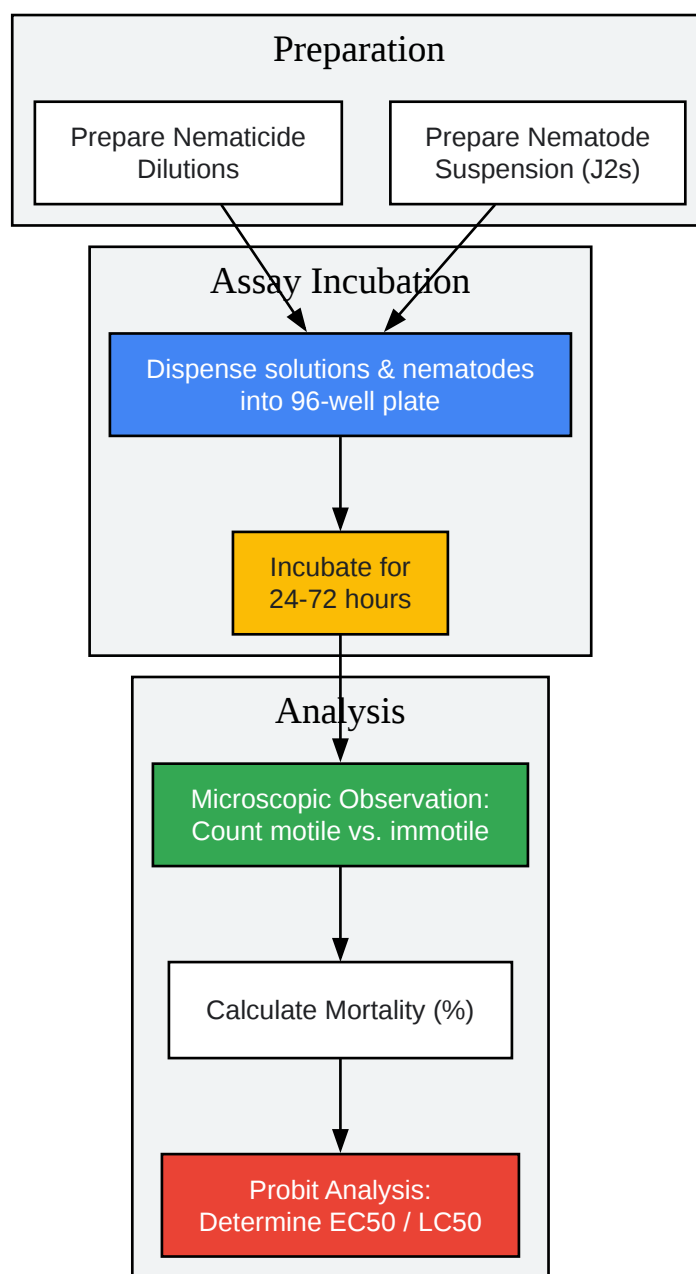 Preparation
Prepare Nematicide
Dilutions
Prepare Nematode
Suspension (J2s)
Assay Incubation
Dispense solutions & nematodes
into 96-well plate
Incubate for
24-72 hours
Analysis
Microscopic Observation:
Count motile vs. immotile
Calculate Mortality (%)
Probit Analysis:
Determine EC50 / LC50